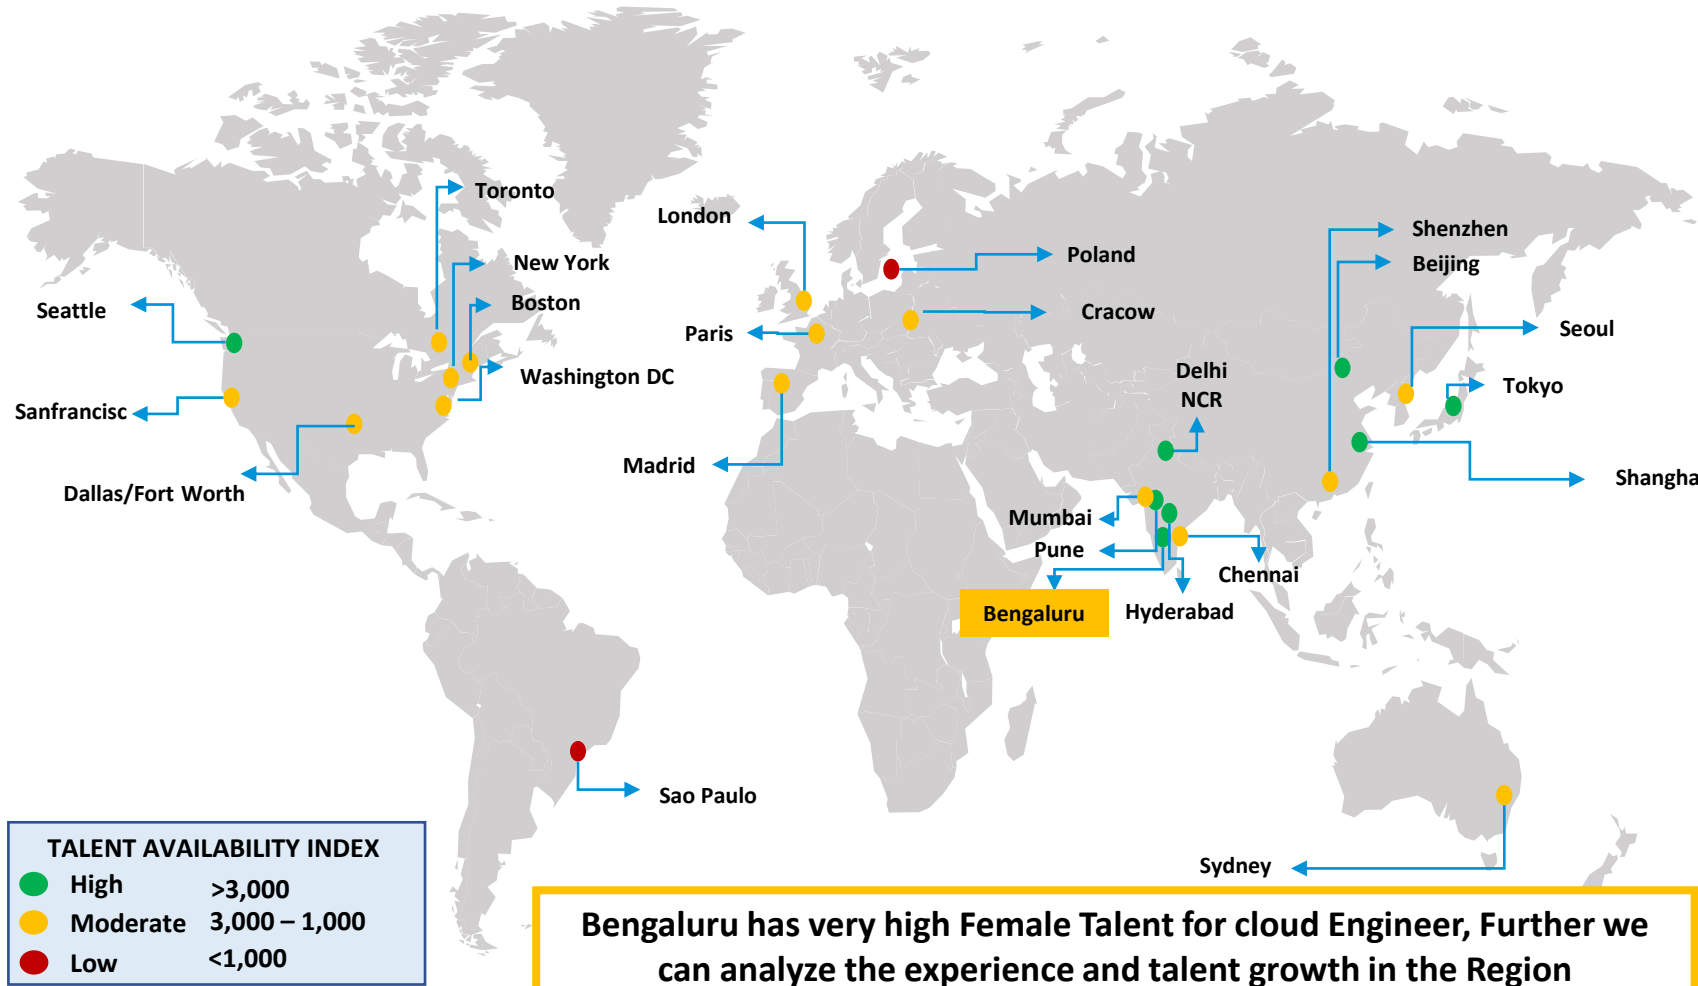 Toronto
London
Shenzhen
Poland
Beijing
New York
Boston
Seattle
Cracow
Seoul
Paris
Washington DC
Delhi
NCR
Tokyo
Sanfrancisc
Madrid
Shangha
Dallas/Fort Worth
Mumbai
Pune
Chennai
Bengaluru
Hyderabad
Sao Paulo
Sydney
TALENT AVAILABILITY INDEX
High >3,000
Moderate 3,000 – 1,000
Low <1,000
Bengaluru has very high Female Talent for cloud Engineer, Further we
can analyze the experience and talent growth in the Region